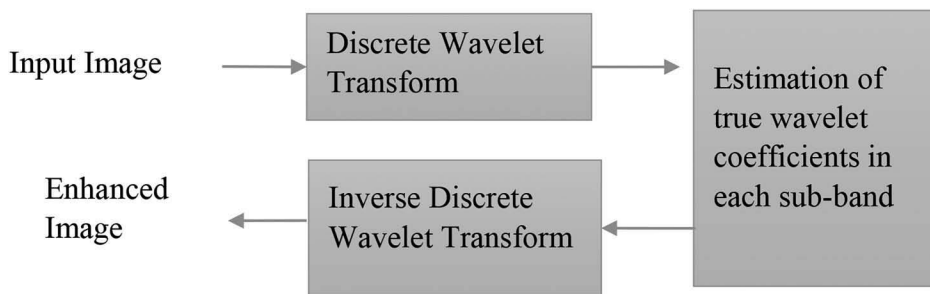 Input Image
Discrete Wavelet
Transform
Estimation of
true wavelet
coefficients in
each sub-band
Inverse Discrete
Wavelet Transform
Enhanced
Image